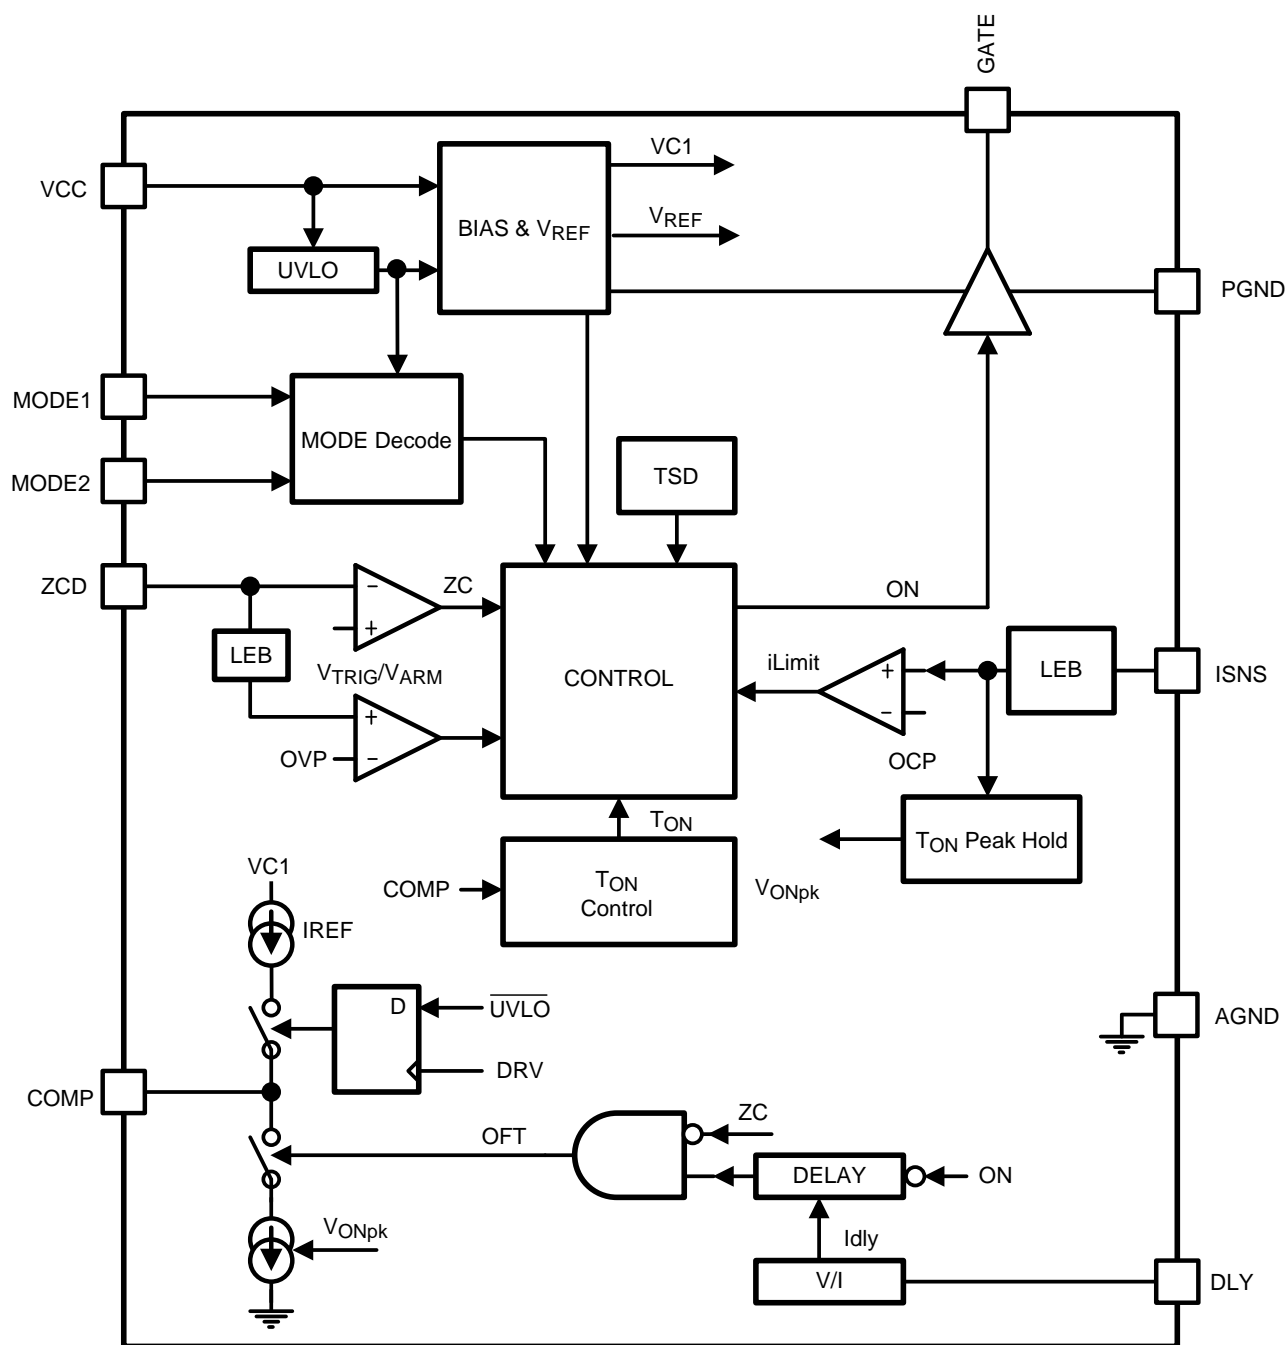 GATE
VC1
VCC
BIAS & VREF
VREF
UVLO
PGND
MODE1
MODE Decode
MODE2
TSD
ZCD
−
ZC
ON
+
LEB
VTRIG/VARM
CONTROL
iLimit
+
LEB
ISNS
+
−
OVP
−
OCP
TON
TON Peak Hold
VC1
COMP
TON
Control
VONpk
IREF
D
UVLO
AGND
DRV
COMP
ZC
OFT
DELAY
ON
VONpk
Idly
V/I
DLY